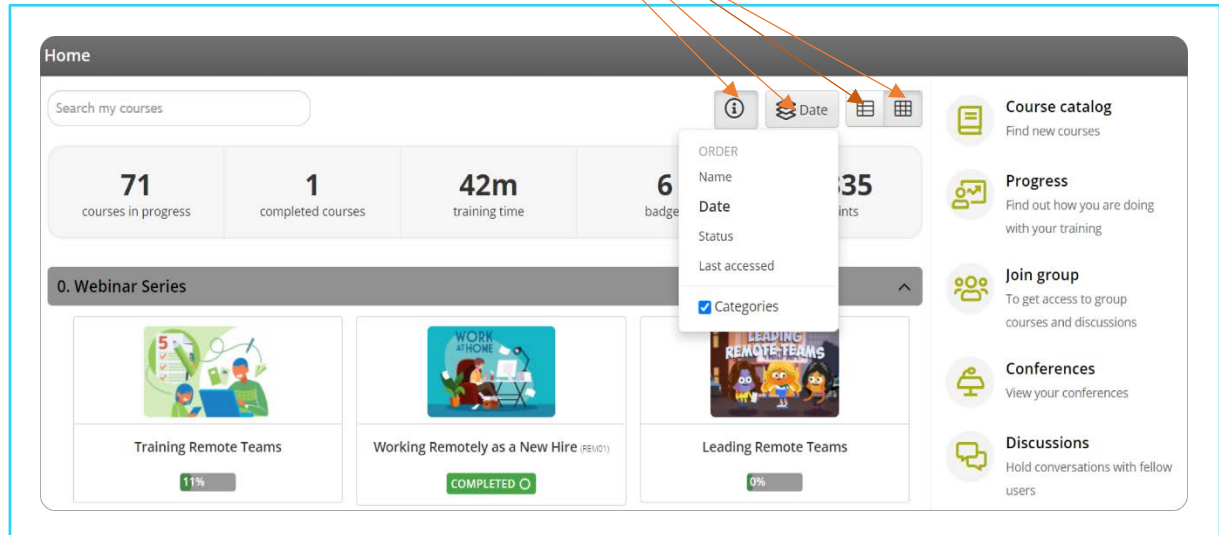 Home
Search my courses
Date
71
courses in progress
1
completed courses
42m
training time
6
badge
35
ints
ORDER
Name
Date
Status
Last accessed
Categories
0. Webinar Series
5
WORK
AT HOME
LEADING
REMOTE TEAMS
Training Remote Teams
11%
Working Remotely as a New Hire (REM01)
COMPLETED
Leading Remote Teams
0%
Course catalog
Find new courses
Progress
Find out how you are doing
with your training
Join group
To get access to group
courses and discussions
Conferences
View your conferences
Discussions
Hold conversations with fellow
users